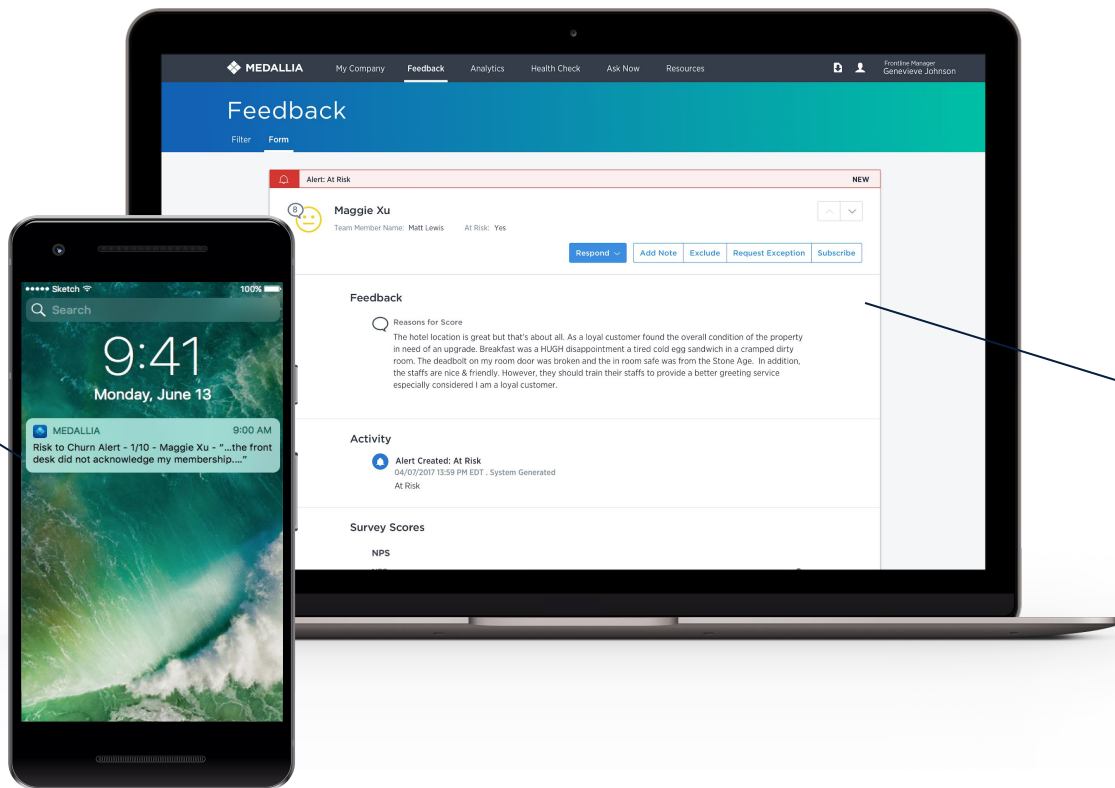 MEDALLIA
My Company Feedback Analytics Health Check Ask Now Resources
Frontline Manager
Genevieve Johnson
Feedback
Filter Form
Alert: At Risk NEW
8
Maggie Xu
Team Member Name: Matt Lewis At Risk: Yes
Respond Add Note Exclude Request Exception Subscribe
Feedback
Reasons for Score
The hotel location is great but that's about all. As a loyal customer found the overall condition of the property
in need of an upgrade. Breakfast was a HUGH disappointment a tired cold egg sandwich in a cramped dirty
room. The deadbolt on my room door was broken and the in room safe was from the Stone Age. In addition,
the staffs are nice & friendly. However, they should train their staffs to provide a better greeting service
especially considered I am a loyal customer.
Activity
Alert Created: At Risk
04/07/2017 13:59 PM EDT . System Generated
At Risk
Survey Scores
NPS
Sketch 100%
Search
9:41
Monday, June 13
MEDALLIA 9:00 AM
Risk to Churn Alert - 1/10 - Maggie Xu - "...the front
desk did not acknowledge my membership...."